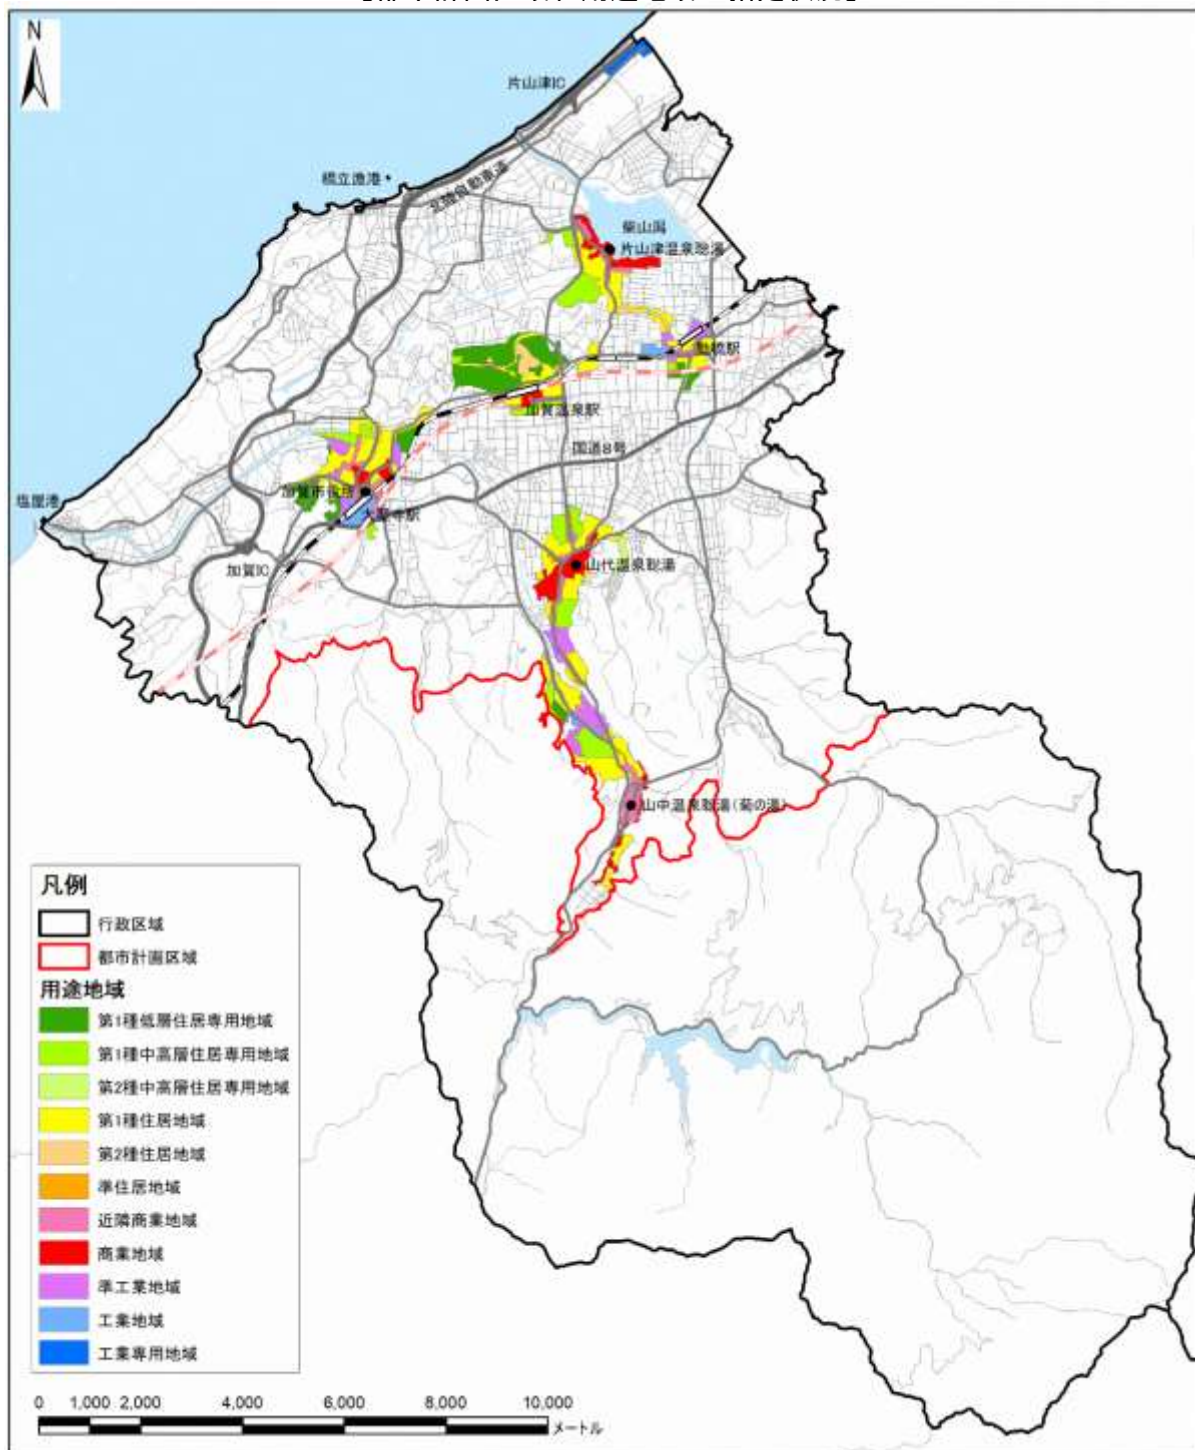 N
片山津IC
橋立漁港
北陸自動車道
柴山潟
片山津温泉総湯
動橋駅
加賀温泉駅
国道8号
加賀市役所
大聖寺駅
塩屋港
加賀IC
山代温泉総湯
山中温泉総湯(菊の湯)
凡例
行政区域
都市計画区域
用途地域
第1種低層住居専用地域
第1種中高層住居専用地域
第2種中高層住居専用地域
第1種住居地域
第2種住居地域
準住居地域
近隣商業地域
商業地域
準工業地域
工業地域
工業専用地域
0 1,000 2,000 4,000 6,000 8,000 10,000
メートル